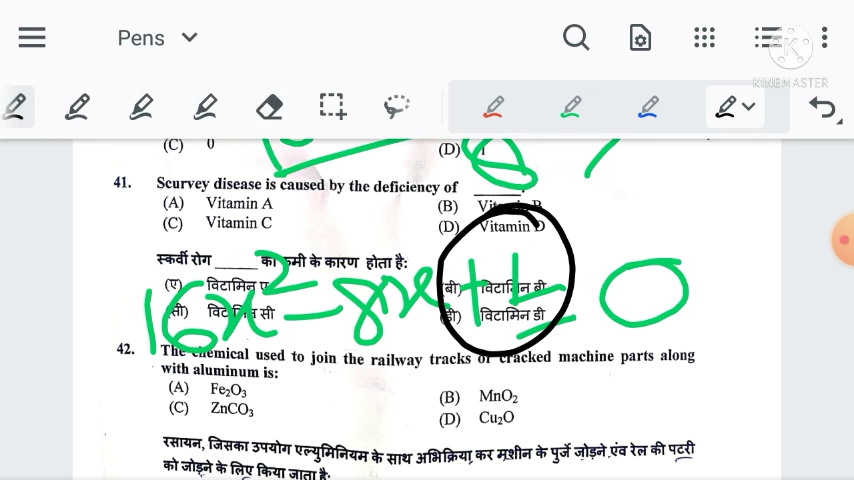 Pens
KINEMASTER
(C) 0
(D) 1
41. Scurvey disease is caused by the deficiency of ______.
(A) Vitamin A
(B) Vitamin B
(C) Vitamin C
(D) Vitamin D
स्कर्वी रोग _____ की कमी के कारण होता है:
(ए) विटामिन ए
(बी) विटामिन बी
(सी) विटामिन सी
(डी) विटामिन डी
16x² - 8x + 1 = 0
42. The chemical used to join the railway tracks or cracked machine parts along
with aluminum is:
(A) Fe₂O₃
(B) MnO₂
(C) ZnCO₃
(D) Cu₂O
रसायन, जिसका उपयोग एल्युमिनियम के साथ अभिक्रिया कर मशीन के पुर्जे जोड़ने एंव रेल की पटरी
को जोड़ने के लिए किया जाता है: